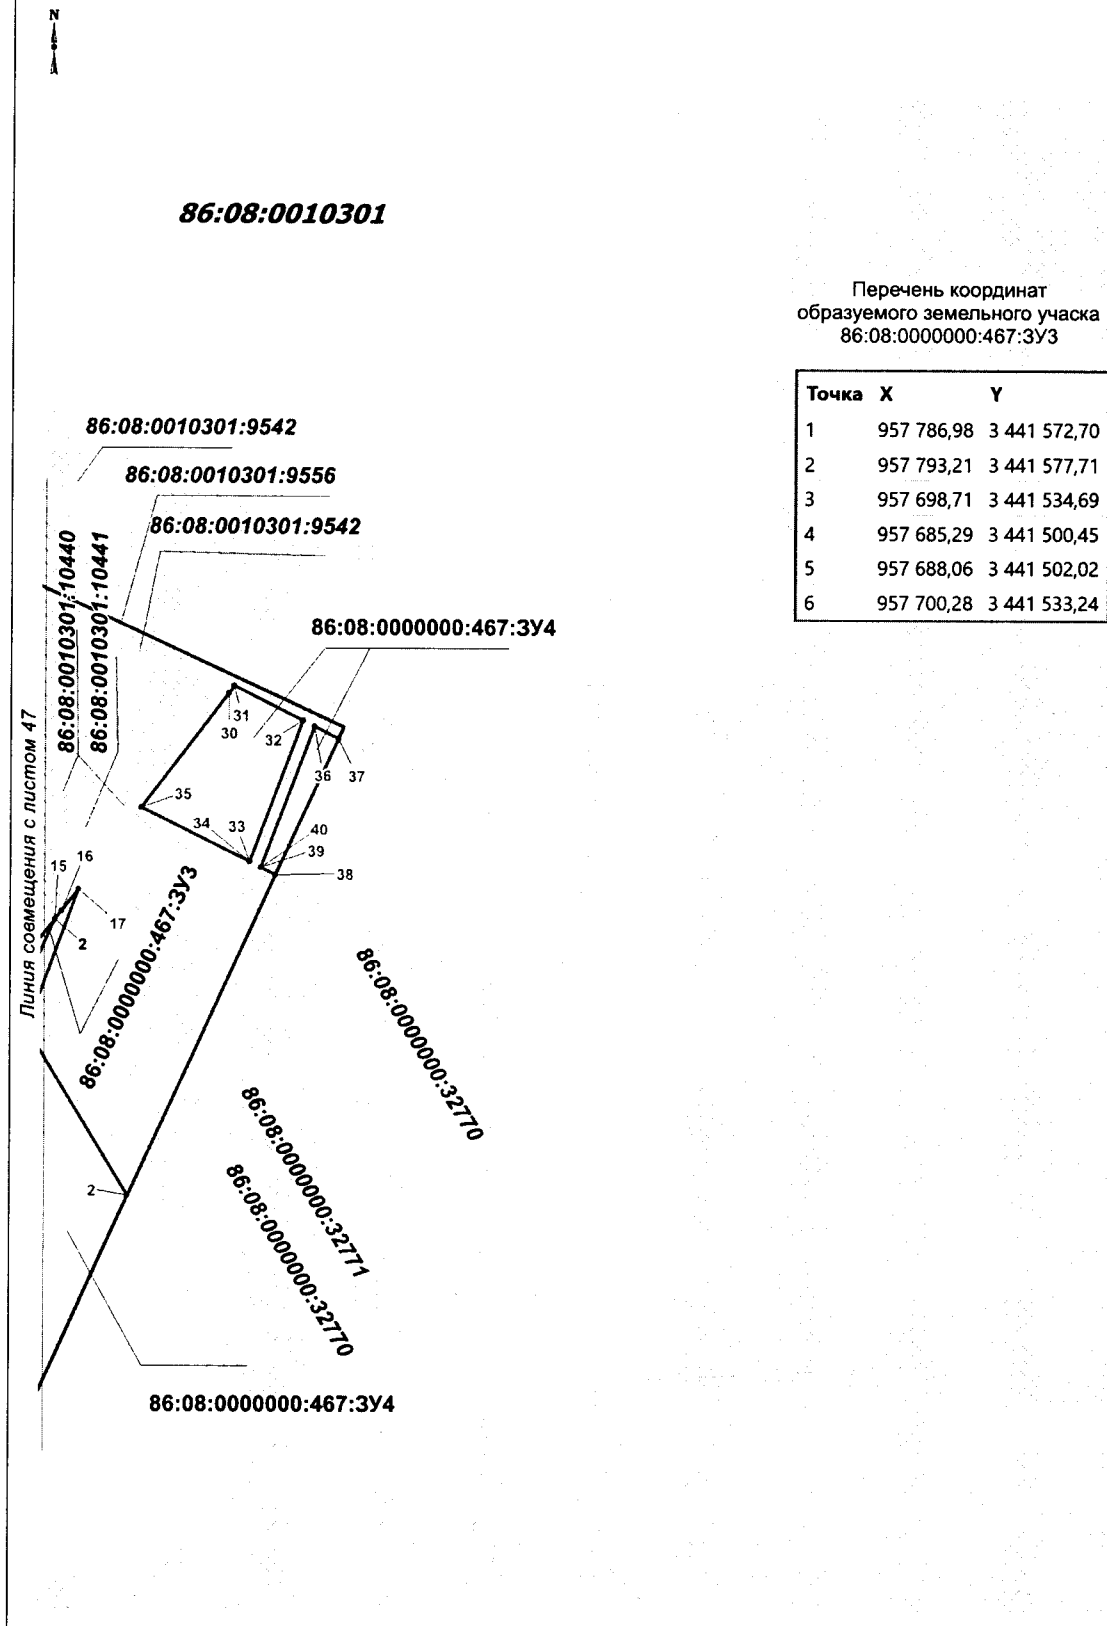 N
86:08:0010301
Перечень координат
образуемого земельного учаска
86:08:0000000:467:ЗУ3
Точка X Y
1 957 786,98 3 441 572,70
2 957 793,21 3 441 577,71
3 957 698,71 3 441 534,69
4 957 685,29 3 441 500,45
5 957 688,06 3 441 502,02
6 957 700,28 3 441 533,24
86:08:0010301:9542
86:08:0010301:9556
86:08:0010301:9542
86:08:0010301:10440
86:08:0010301:10441
86:08:0000000:467:ЗУ4
31
30
32
36
37
35
34
33
40
39
38
Линия совмещения с листом 47
15
16
17
2
86:08:0000000:467:ЗУ3
86:08:0000000:32770
86:08:0000000:32771
86:08:0000000:32770
2
86:08:0000000:467:ЗУ4